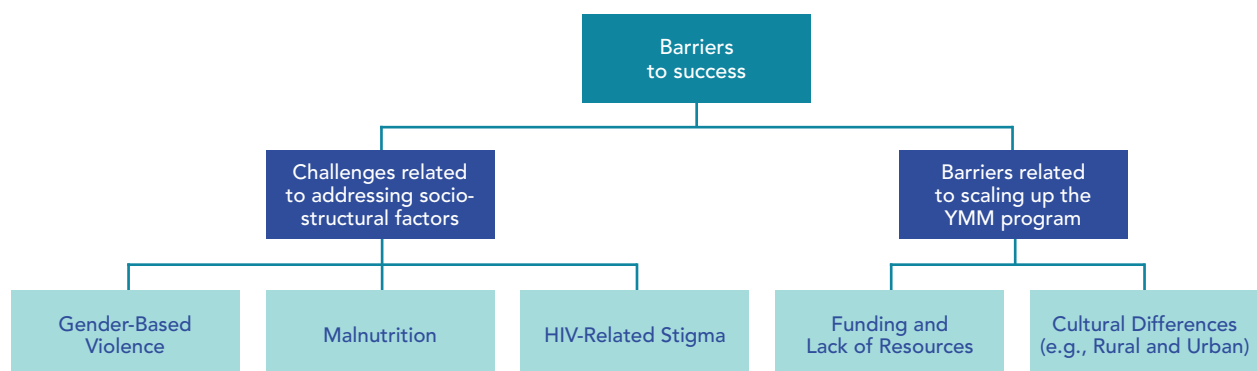 Barriers
to success
Challenges related
to addressing socio-
structural factors
Barriers related
to scaling up the
YMM program
Gender-Based
Violence
Malnutrition
HIV-Related Stigma
Funding and
Lack of Resources
Cultural Differences
(e.g., Rural and Urban)